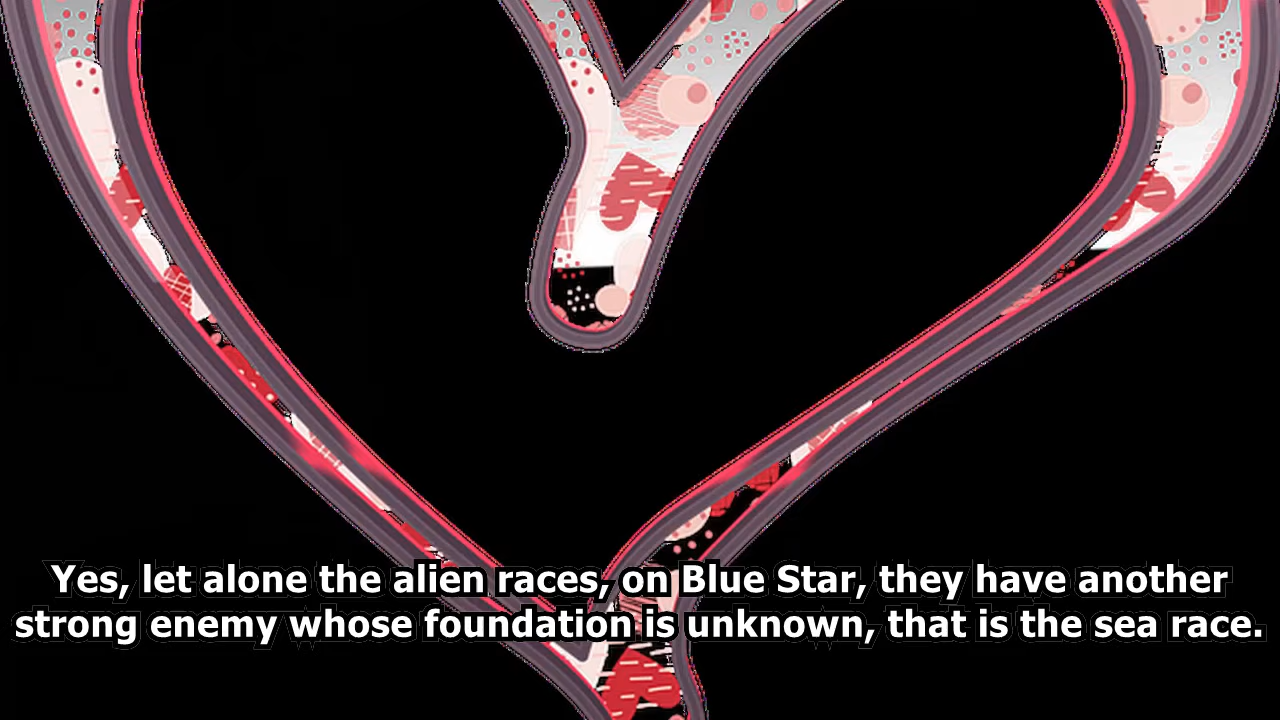 Yes, let alone the alien races, on Blue Star, they have another
strong enemy whose foundation is unknown, that is the sea race.